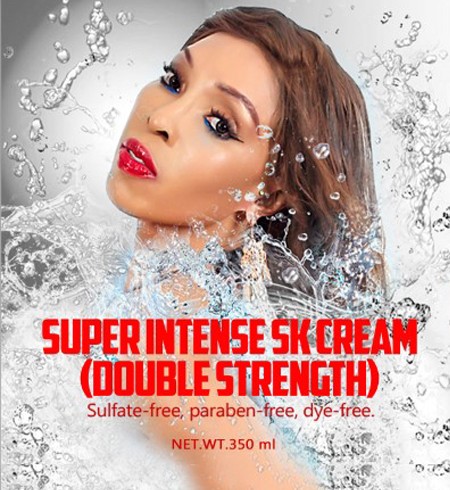 SUPER INTENSE SK CREAM
(DOUBLE STRENGTH)
Sulfate-free, paraben-free, dye-free.
NET.WT.350 ml